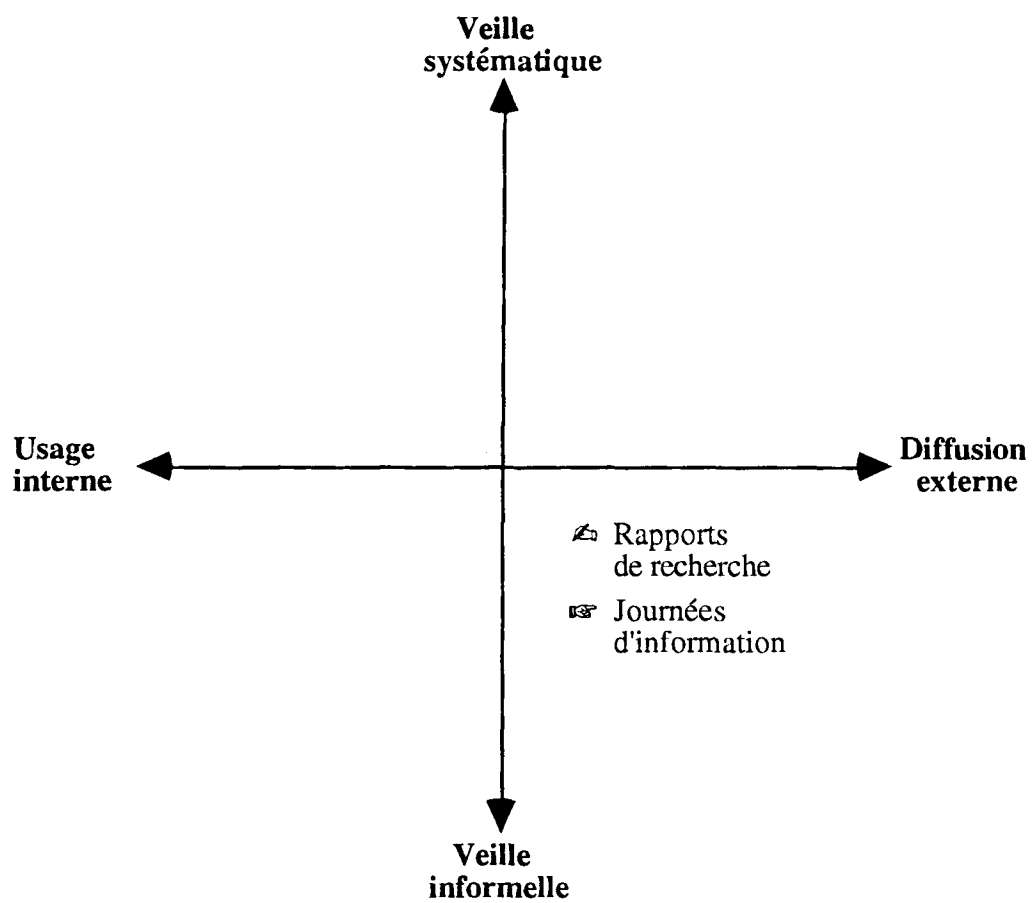 Veille
systématique
Usage
interne
Diffusion
externe
✍ Rapports
de recherche
☞ Journées
d'information
Veille
informelle